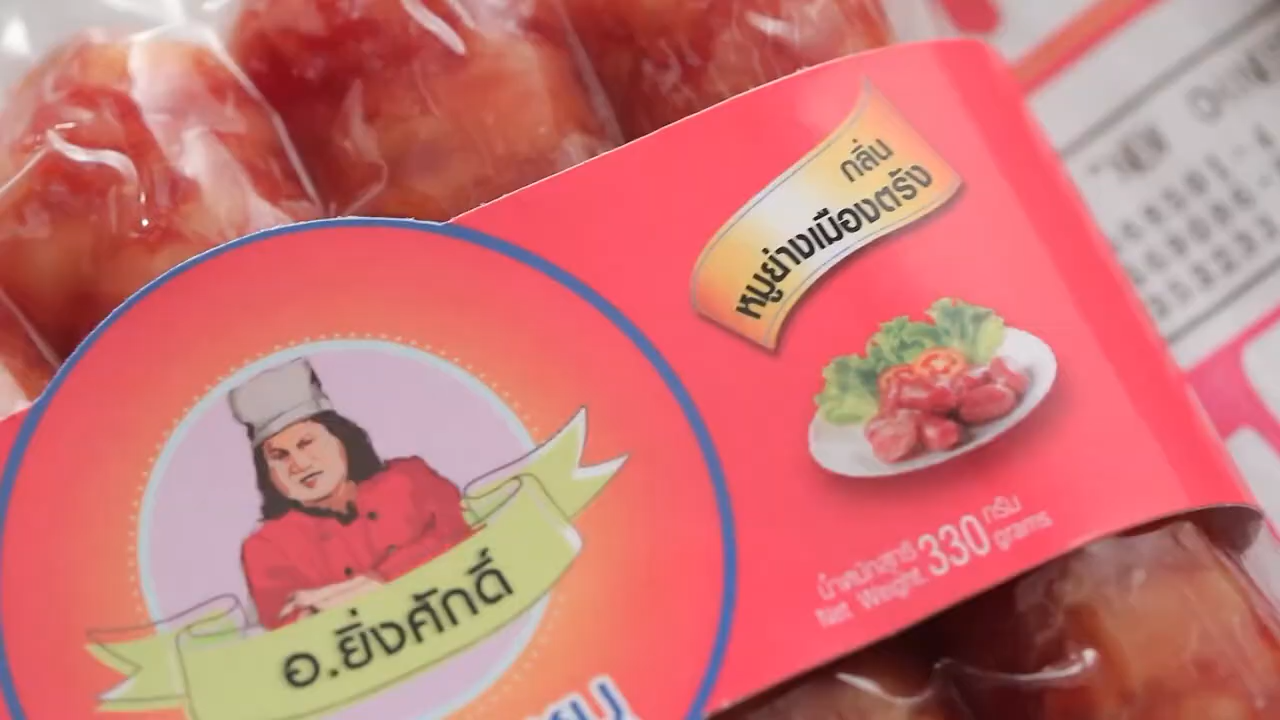 กลิ่น
หมูย่างเมืองตรัง
อ.ยิ่งศักดิ์
น้ำหนักสุทธิ 330 กรัม
Net Weight. grams